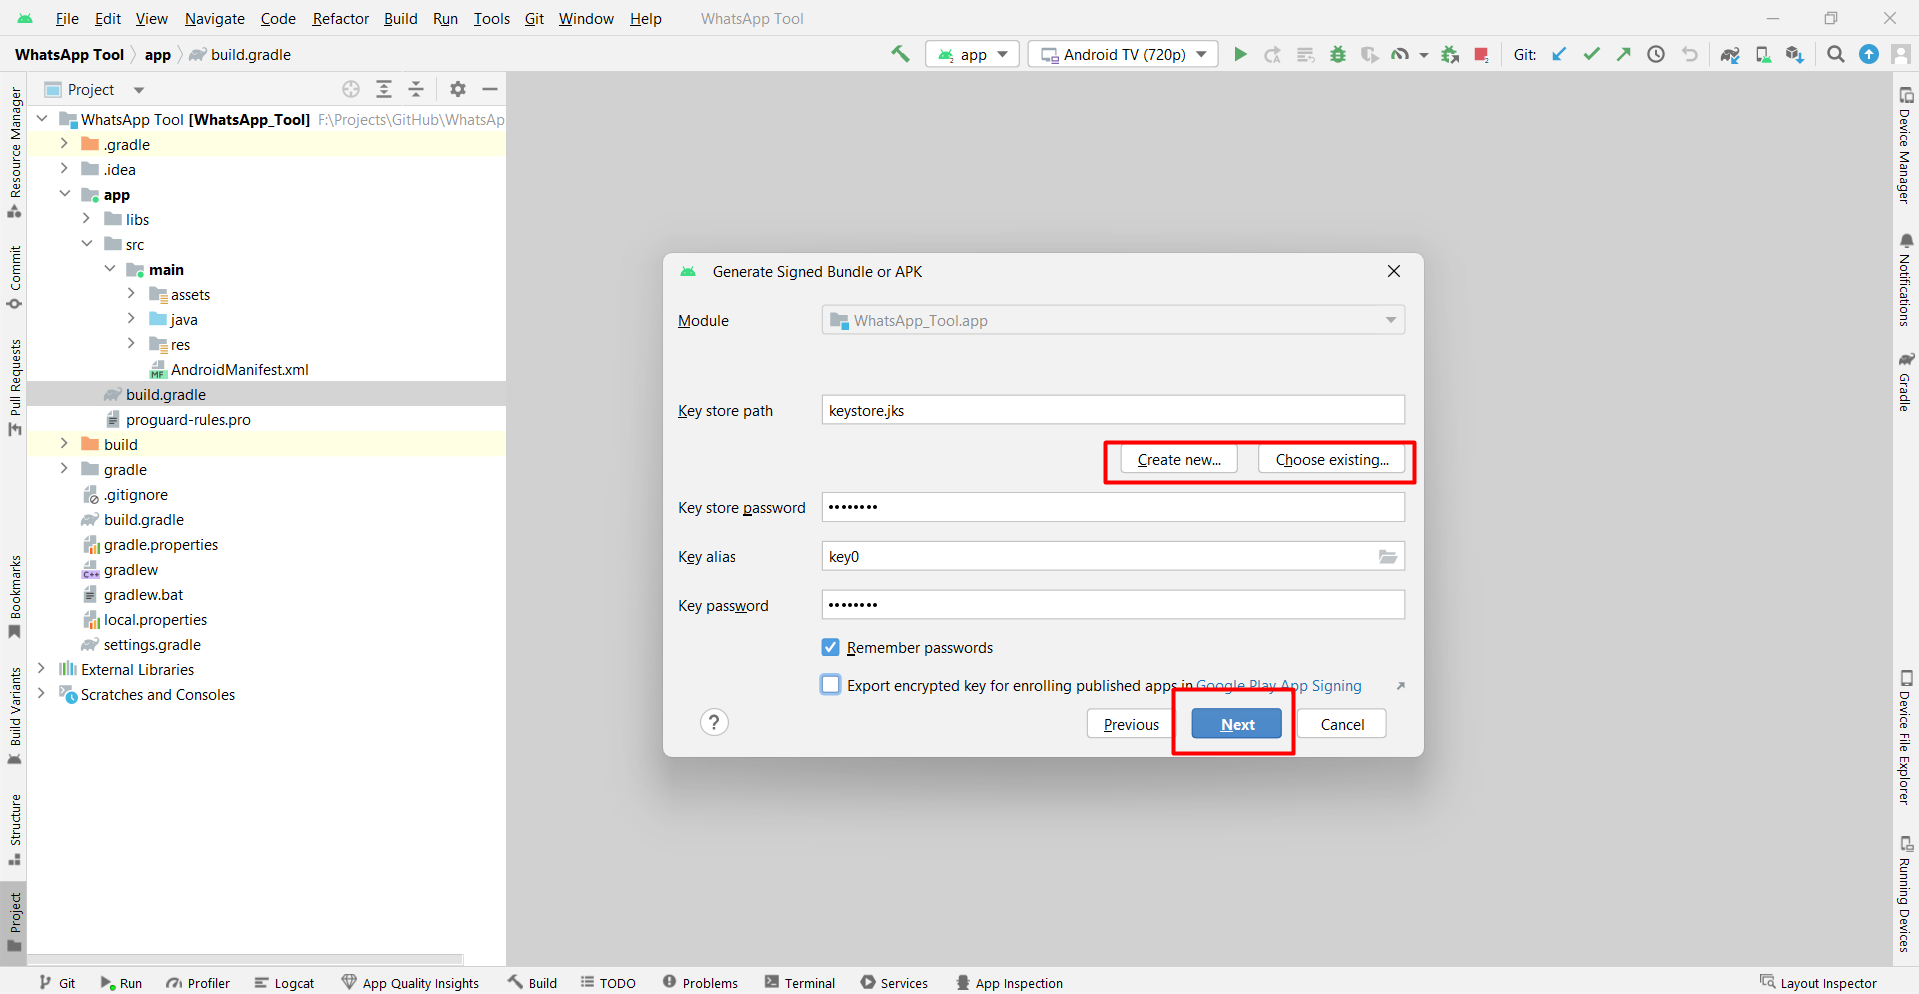 File Edit View Navigate Code Refactor Build Run Tools Git Window Help WhatsApp Tool
WhatsApp Tool app build.gradle
app Android TV (720p) Git:
Project
WhatsApp Tool [WhatsApp_Tool] F:\Projects\GitHub\WhatsAp
.gradle
.idea
app
libs
src
main
assets
java
res
MF AndroidManifest.xml
build.gradle
proguard-rules.pro
build
gradle
.gitignore
build.gradle
gradle.properties
C++ gradlew
gradlew.bat
local.properties
settings.gradle
External Libraries
Scratches and Consoles
Resource Manager
Commit
Pull Requests
Bookmarks
Build Variants
Structure
Project
Generate Signed Bundle or APK
Module WhatsApp_Tool.app
Key store path keystore.jks
Create new... Choose existing...
Key store password ••••••••
Key alias key0
Key password ••••••••
Remember passwords
Export encrypted key for enrolling published apps in Google Play App Signing
? Previous Next Cancel
Device Manager
Notifications
Gradle
Device File Explorer
Running Devices
Git Run Profiler Logcat App Quality Insights Build TODO Problems Terminal Services App Inspection Layout Inspector